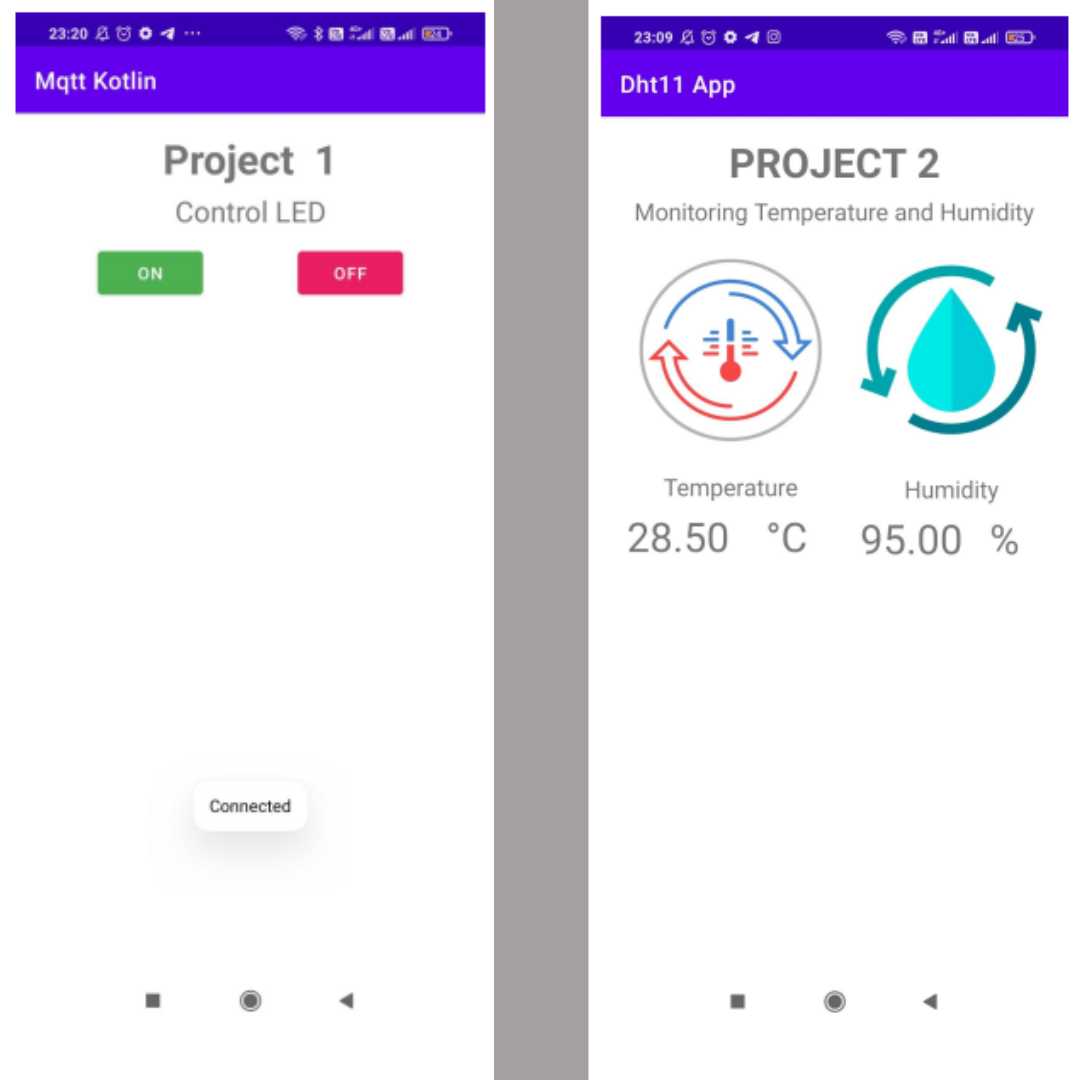 23:20
Mqtt Kotlin
Project 1
Control LED
ON OFF
Connected
23:09
Dht11 App
PROJECT 2
Monitoring Temperature and Humidity
Temperature Humidity
28.50 °C 95.00 %